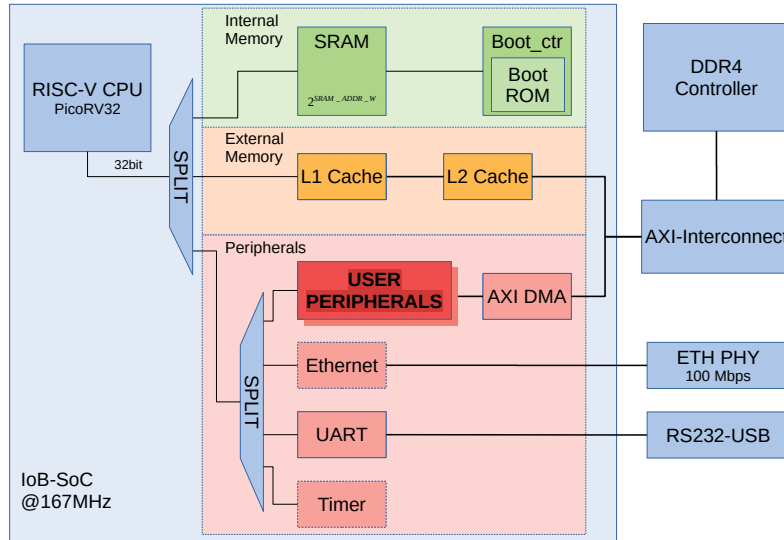 Internal
Memory
SRAM
2^SRAM_ADDR_W
Boot_ctr
Boot
ROM
RISC-V CPU
PicoRV32
32bit
SPLIT
DDR4
Controller
External
Memory
L1 Cache
L2 Cache
AXI-Interconnect
Peripherals
USER
PERIPHERALS
AXI DMA
SPLIT
Ethernet
ETH PHY
100 Mbps
UART
RS232-USB
Timer
IoB-SoC
@167MHz